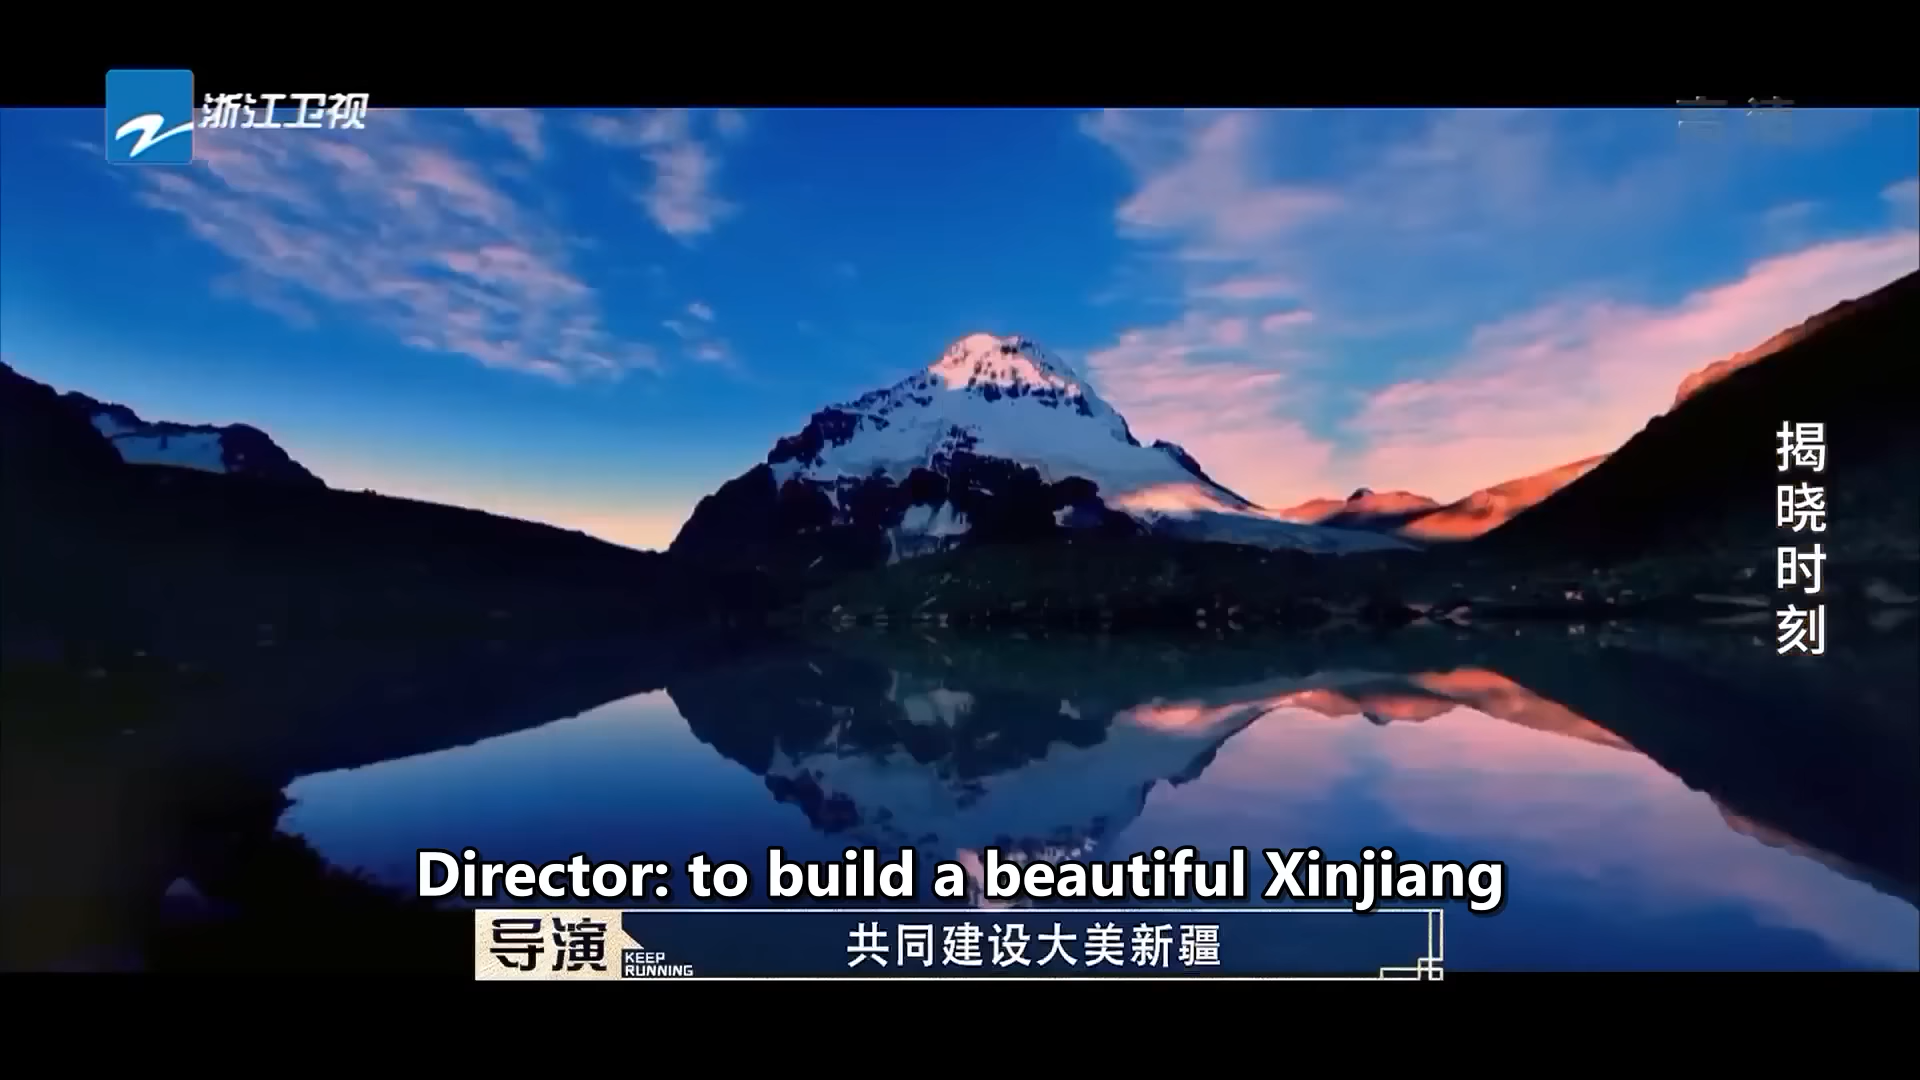 浙江卫视
揭晓时刻
Director: to build a beautiful Xinjiang
导演
KEEP
RUNNING
共同建设大美新疆